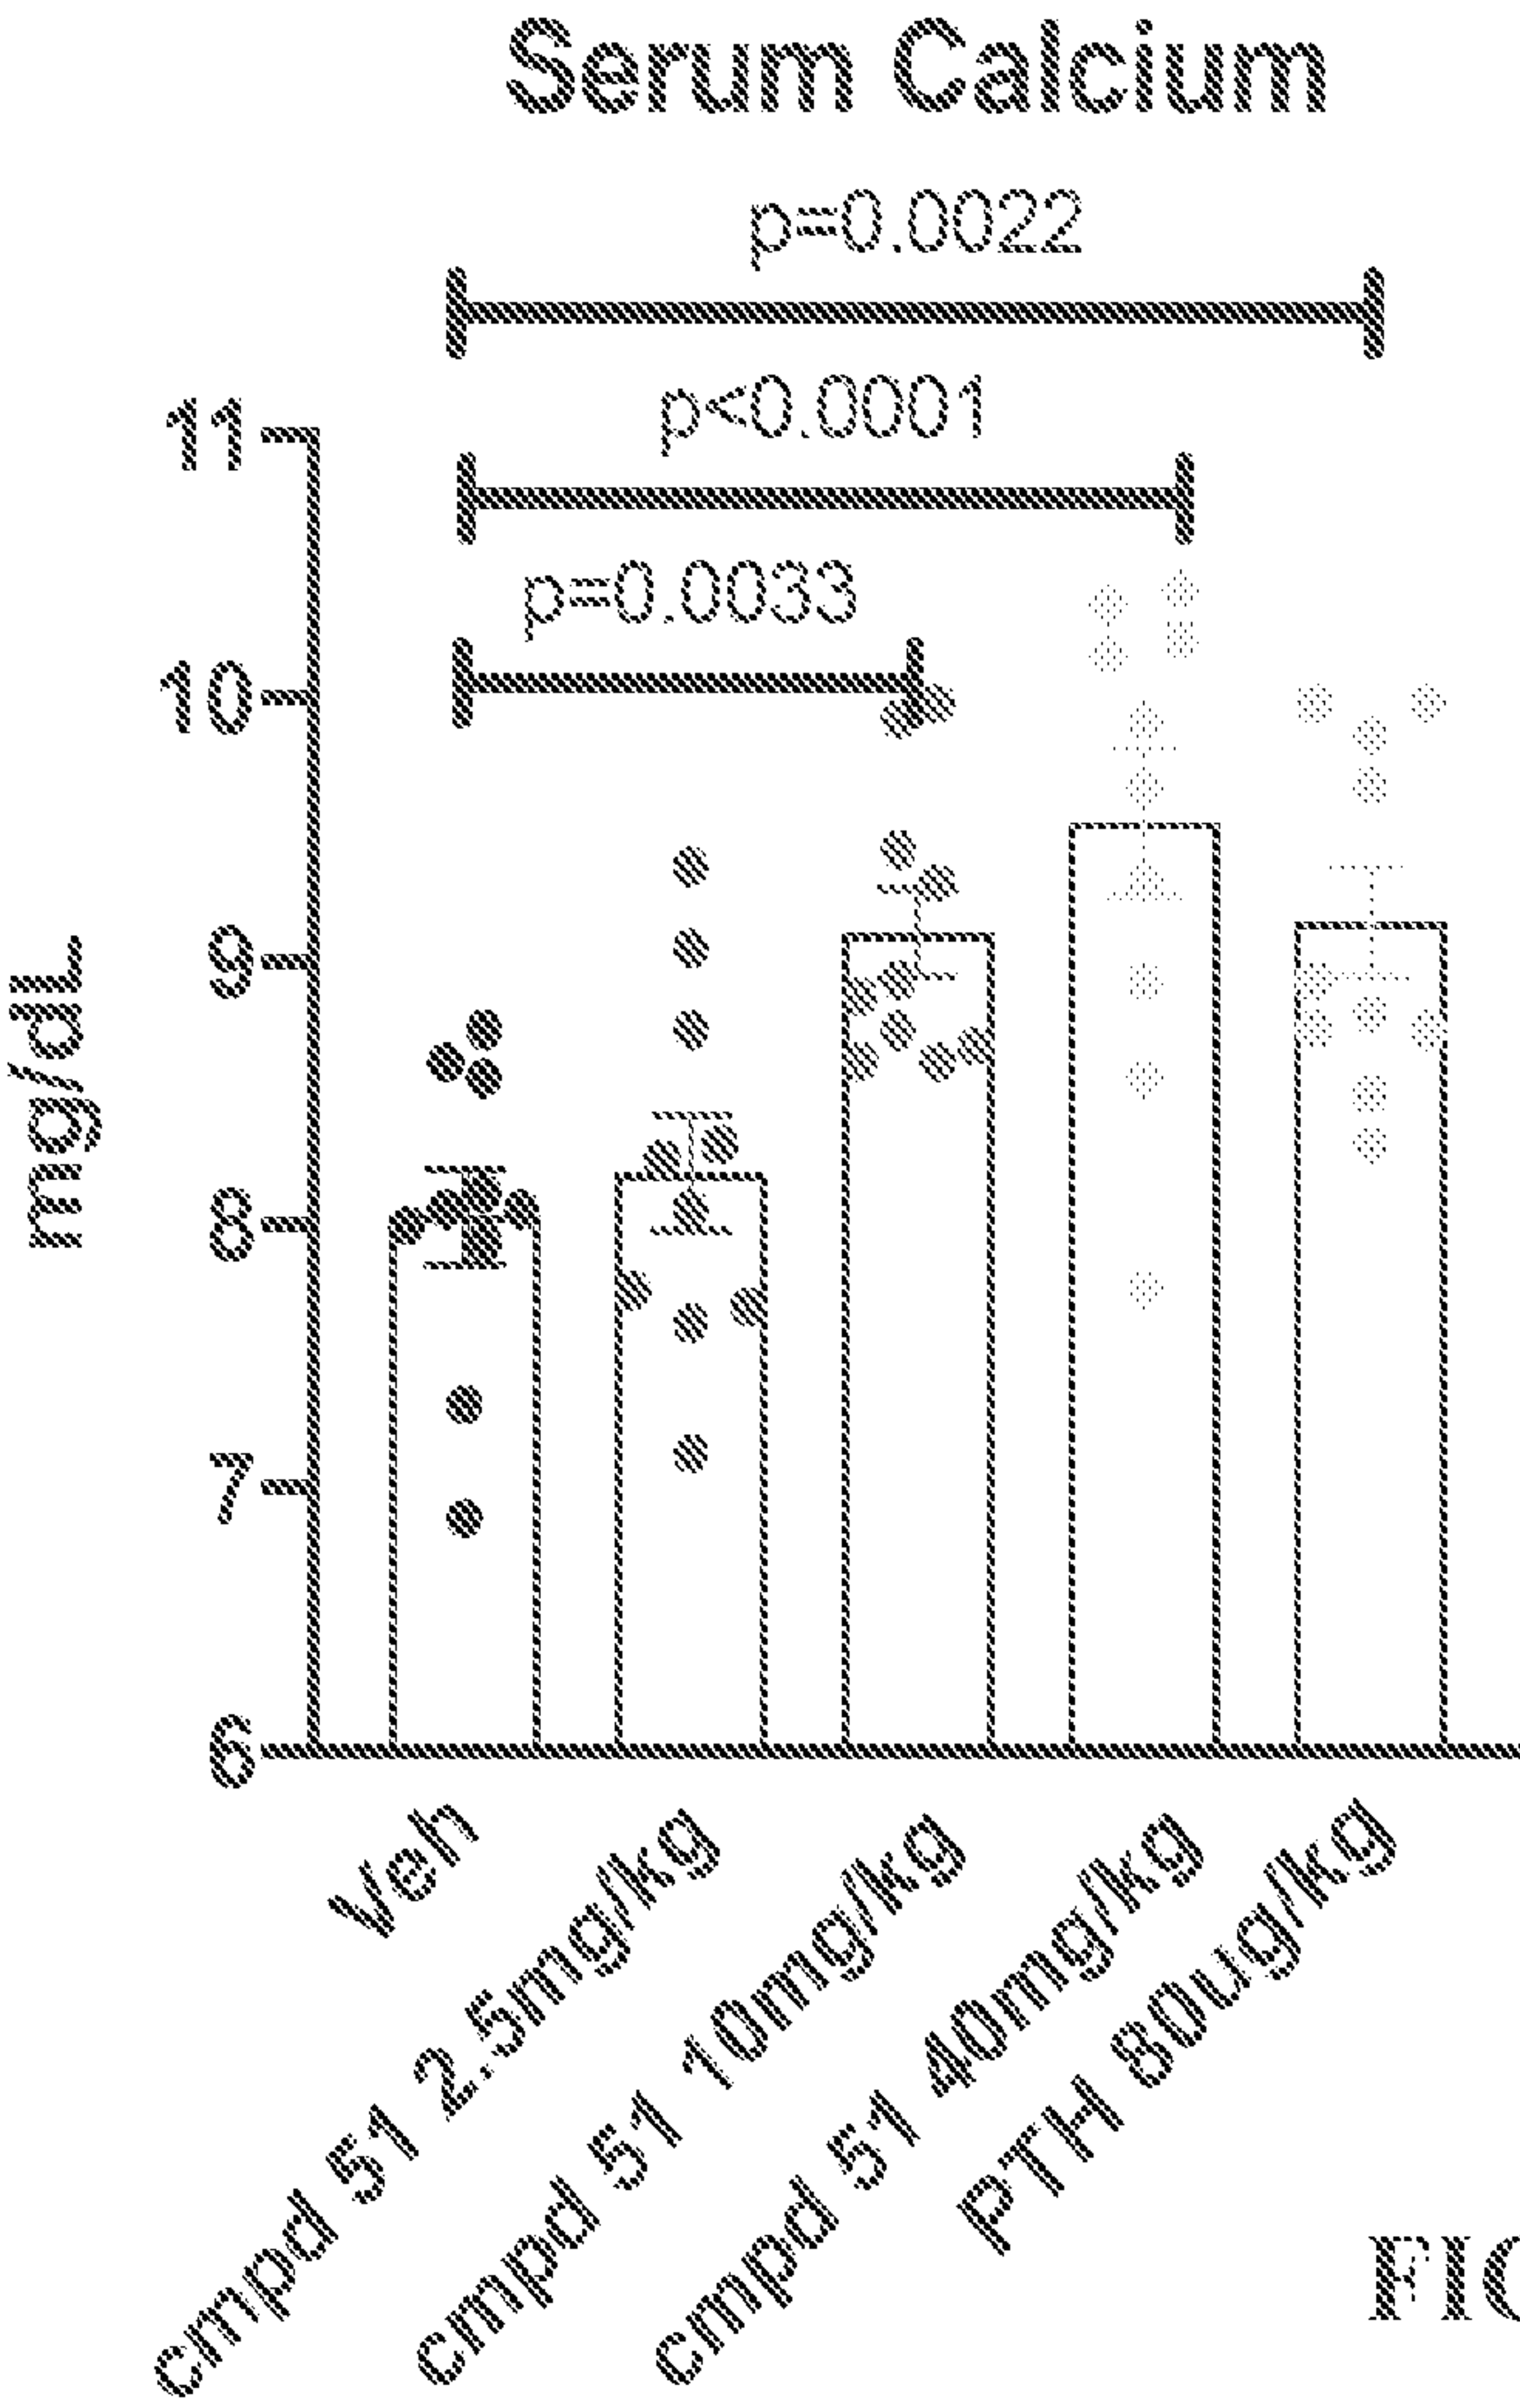 Serum Calcium
p=0.0022
p<0.0001
p=0.0033
11
10
9
8
7
6
mg/dL
Veh
cmpd 51 2.5mg/kg
cmpd 51 10mg/kg
cmpd 51 40mg/kg
PTH 80ug/kg